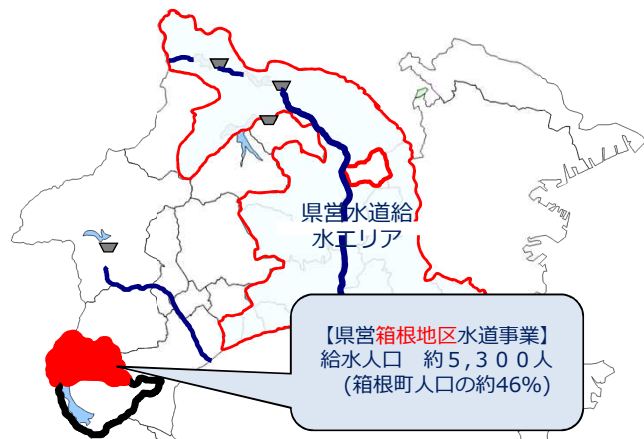 県営水道給
水エリア
【県営箱根地区水道事業】
給水人口　約５,３００人
(箱根町人口の約46%)